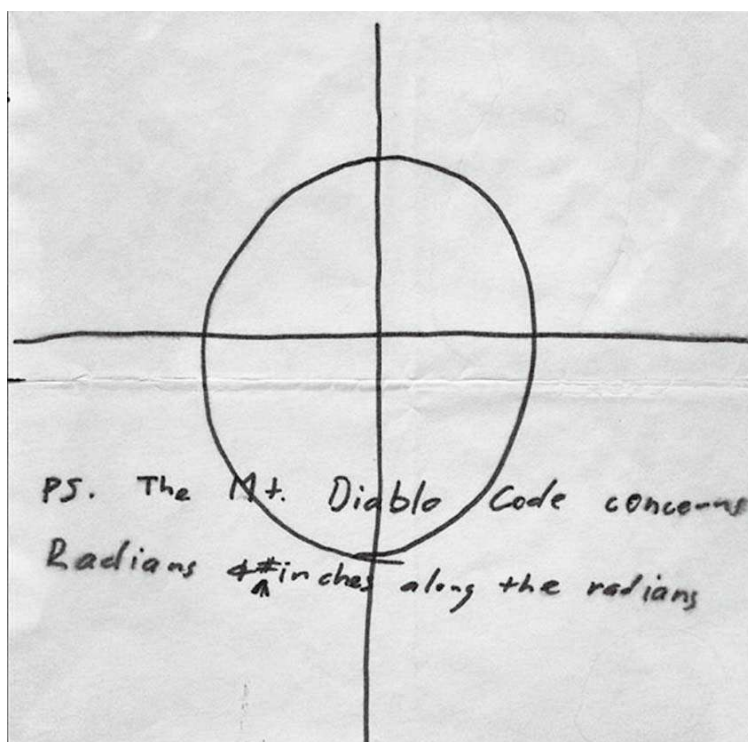 PS. The Mt. Diablo Code concerns
Radians & # inches along the radians